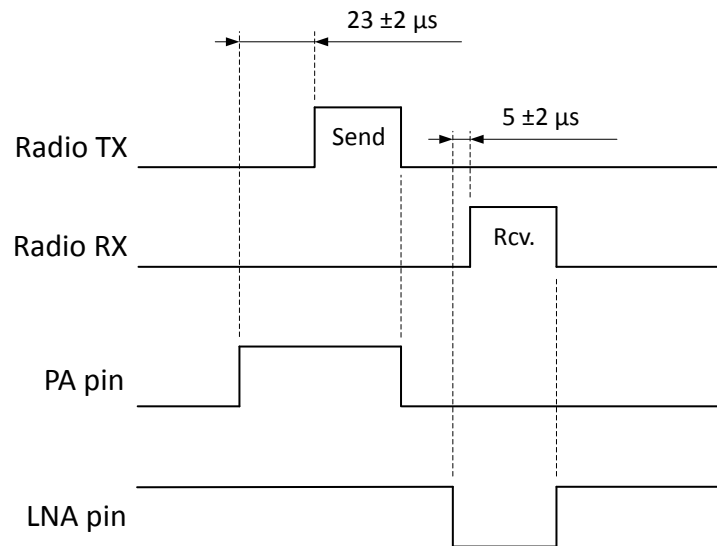 23 ±2 µs
5 ±2 µs
Radio TX
Send
Radio RX
Rcv.
PA pin
LNA pin